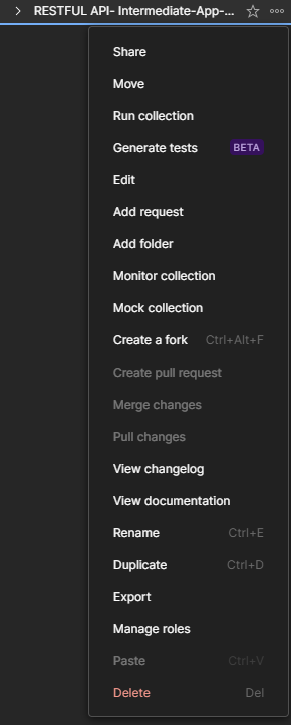 RESTFUL API- Intermediate-App-...
Share
Move
Run collection
Generate tests BETA
Edit
Add request
Add folder
Monitor collection
Mock collection
Create a fork Ctrl+Alt+F
Create pull request
Merge changes
Pull changes
View changelog
View documentation
Rename Ctrl+E
Duplicate Ctrl+D
Export
Manage roles
Paste Ctrl+V
Delete Del